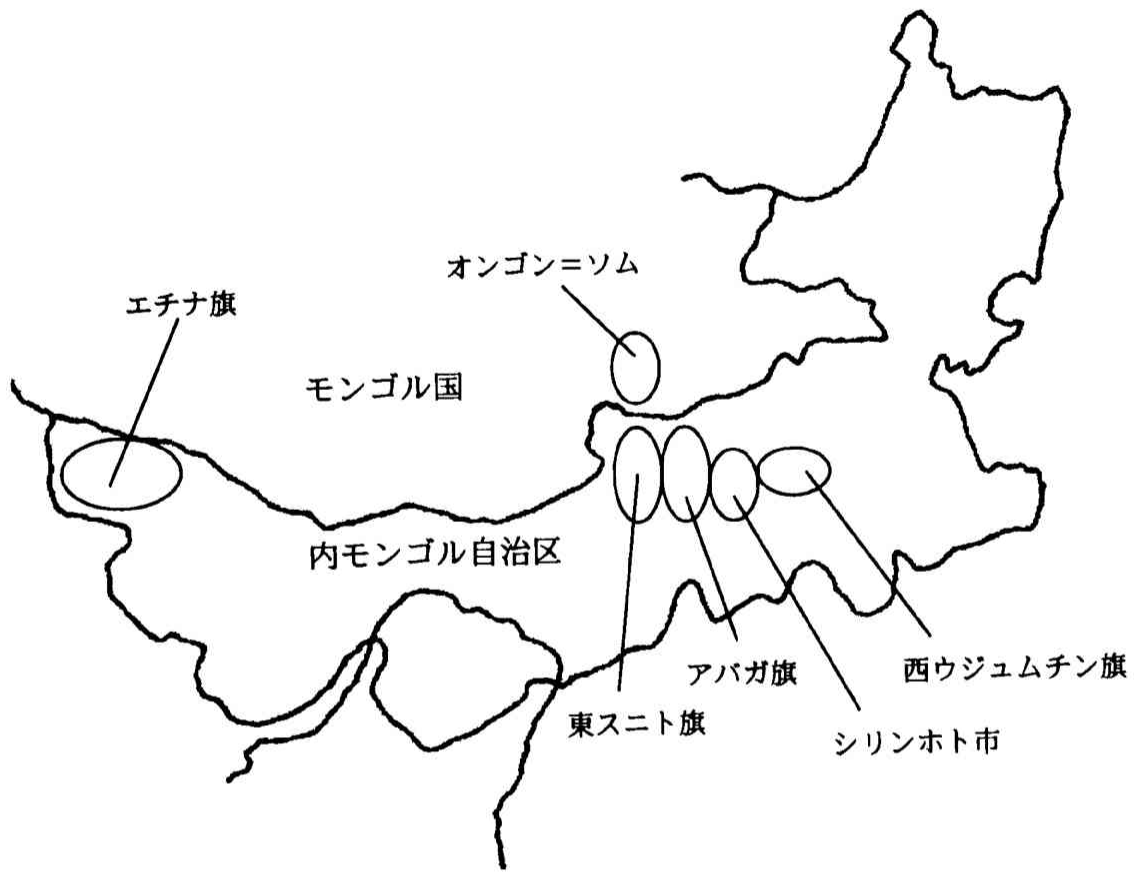 オンゴン＝ソム
エチナ旗
モンゴル国
内モンゴル自治区
アバガ旗
西ウジュムチン旗
東スニト旗
シリンホト市